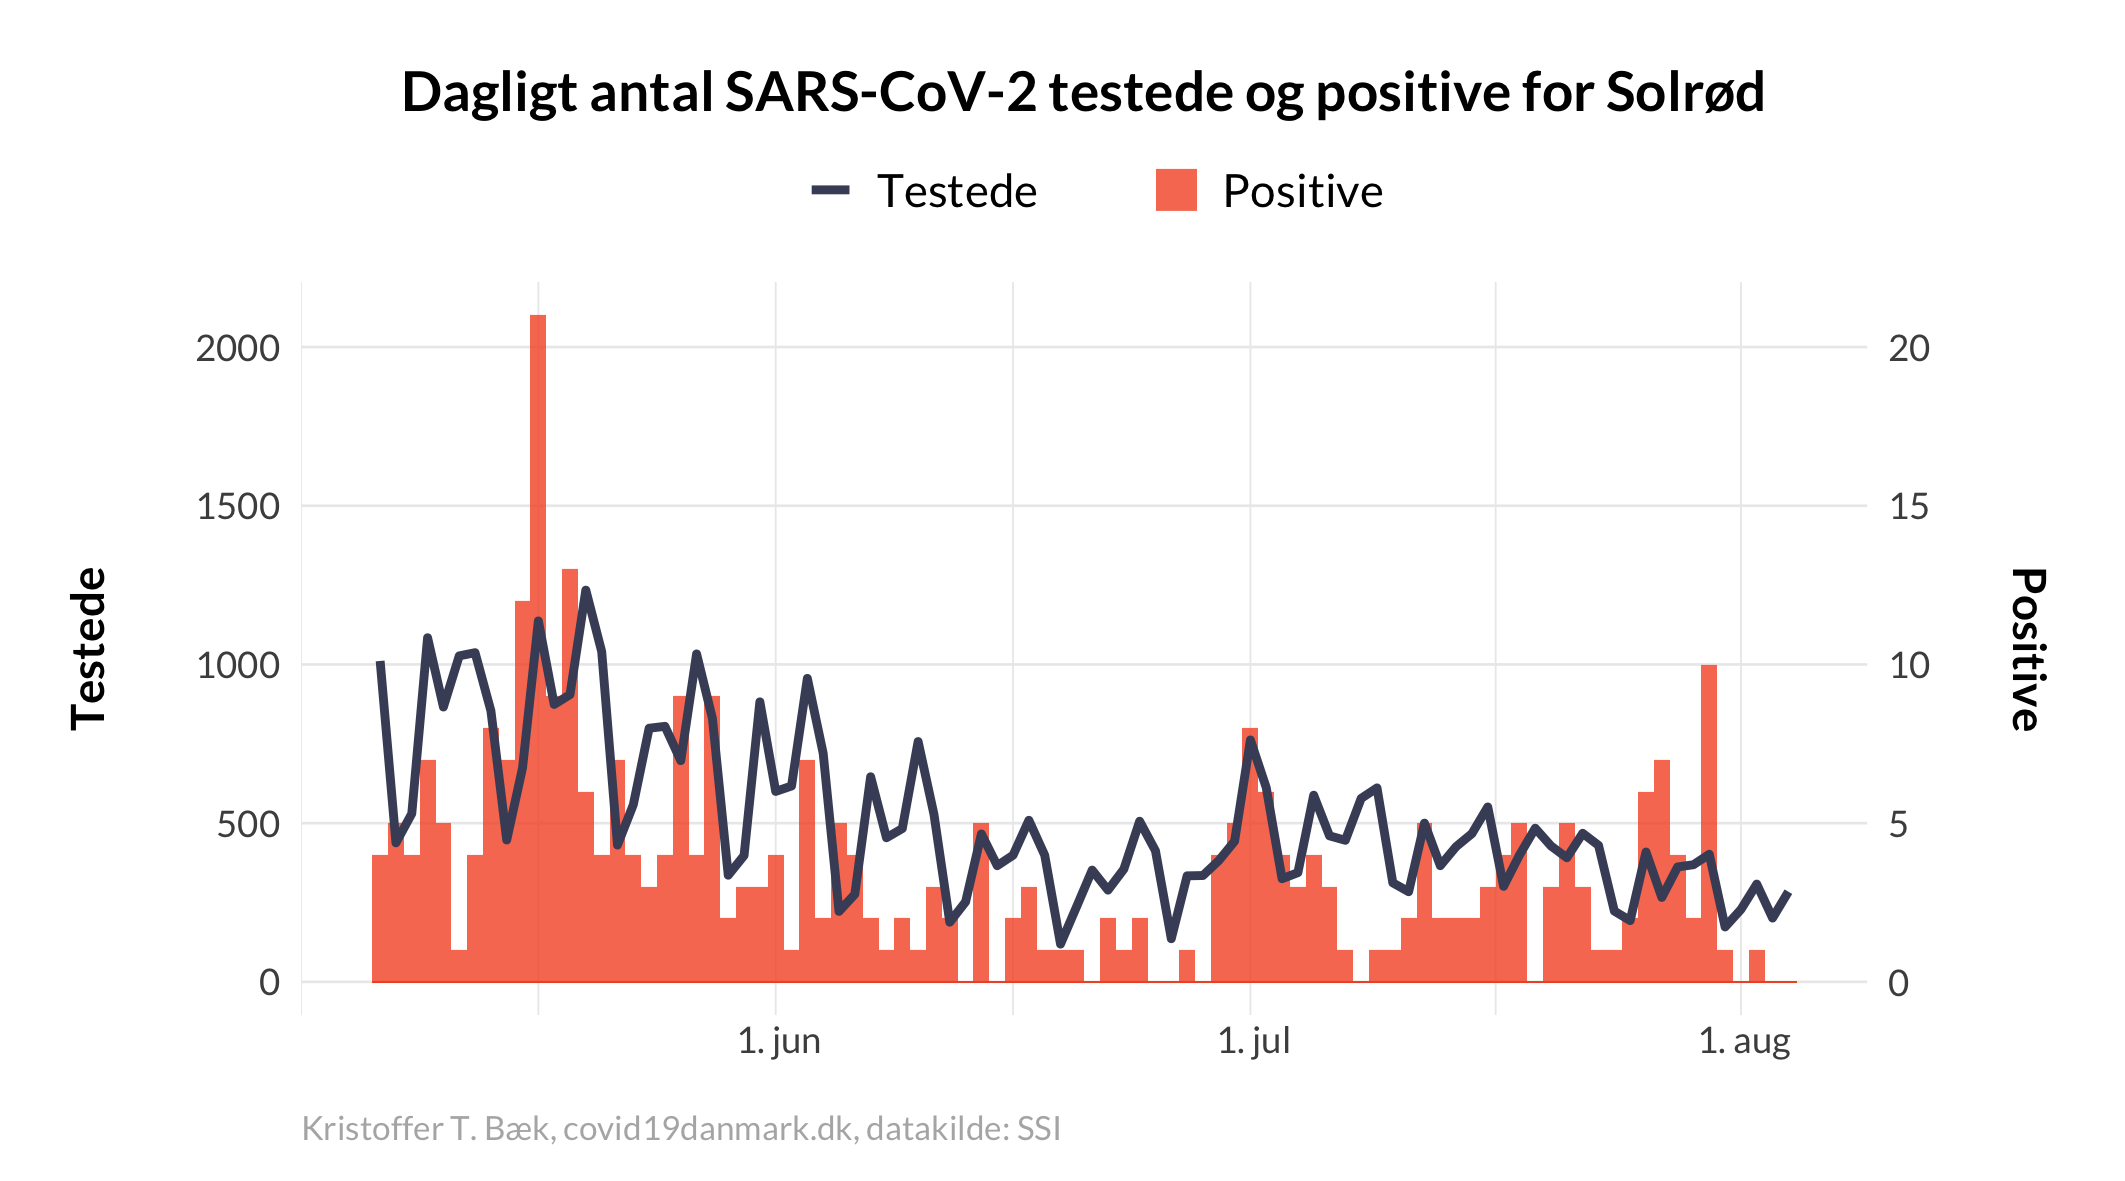 Dagligt antal SARS-CoV-2 testede og positive for Solrød
Testede Positive
2000 20
1500 15
1000 10
500 5
0 0
Testede
Positive
1. jun 1. jul 1. aug
Kristoffer T. Bæk, covid19danmark.dk, datakilde: SSI